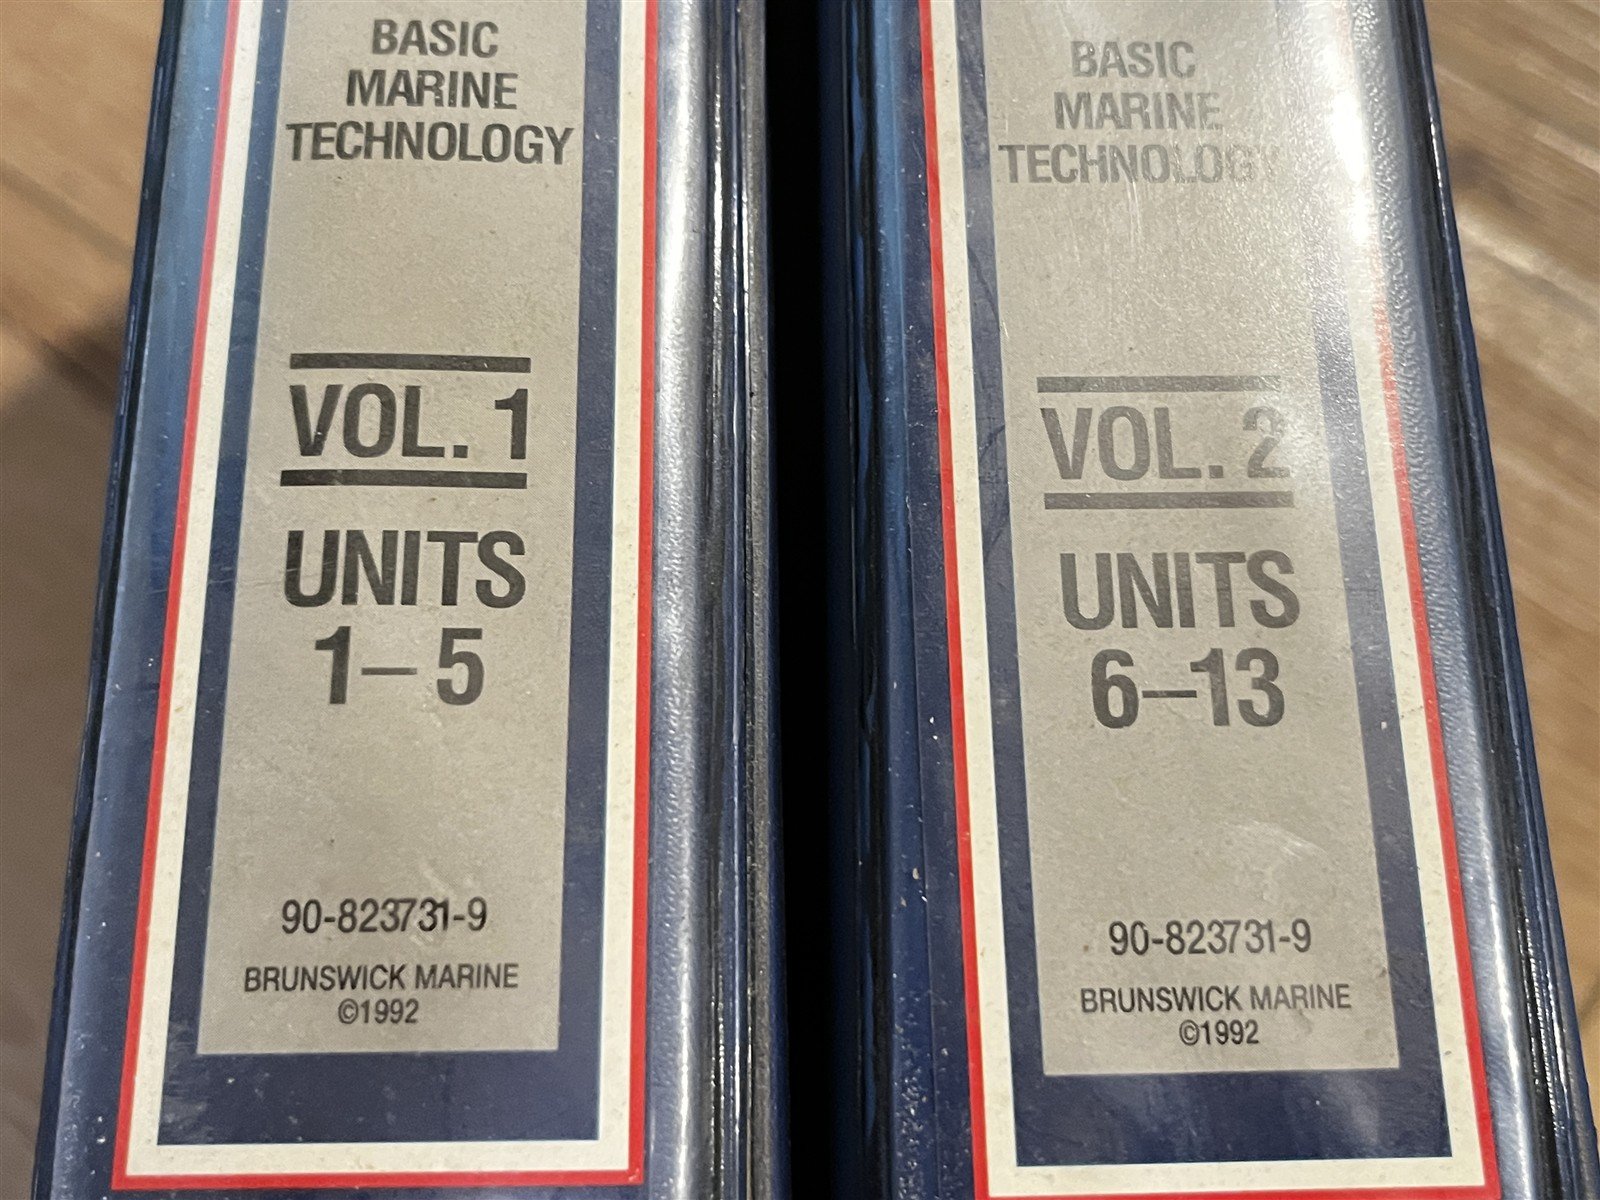 BASIC
MARINE
TECHNOLOGY
VOL. 1
UNITS
1–5
90-823731-9
BRUNSWICK MARINE
©1992
BASIC
MARINE
TECHNOLOGY
VOL. 2
UNITS
6–13
90-823731-9
BRUNSWICK MARINE
©1992